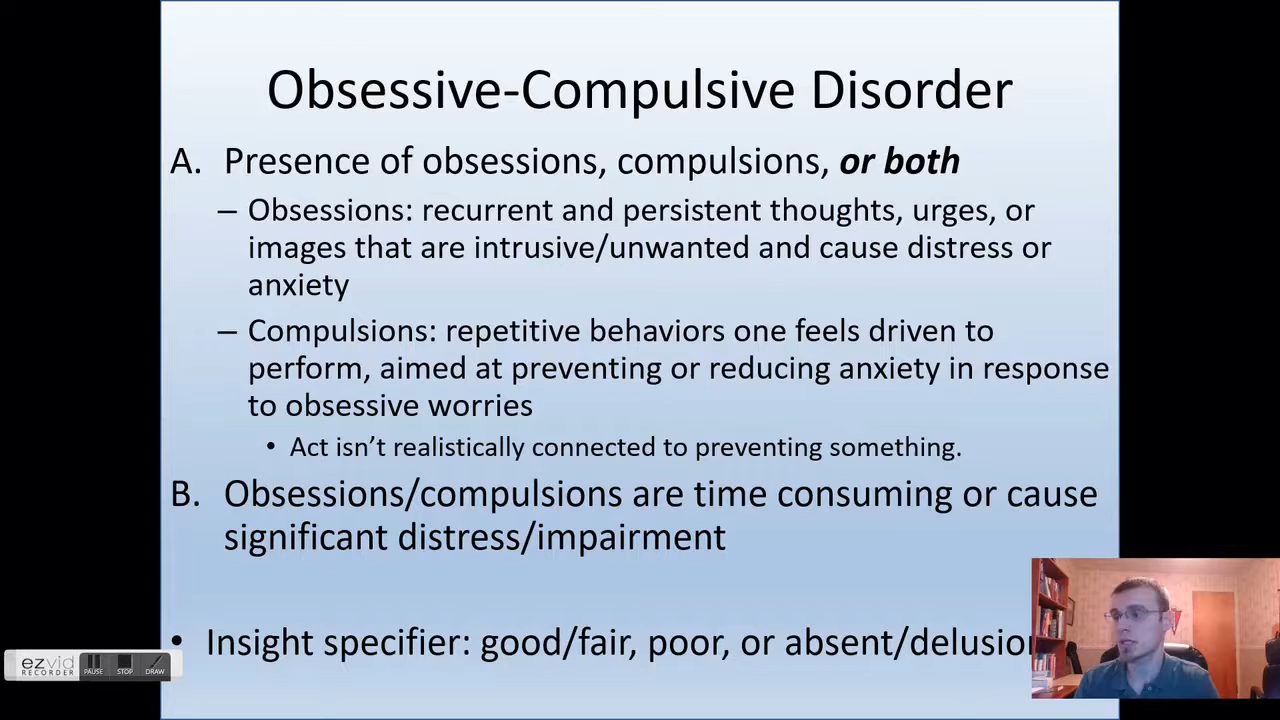 Obsessive-Compulsive Disorder
A. Presence of obsessions, compulsions, or both
– Obsessions: recurrent and persistent thoughts, urges, or
images that are intrusive/unwanted and cause distress or
anxiety
– Compulsions: repetitive behaviors one feels driven to
perform, aimed at preventing or reducing anxiety in response
to obsessive worries
• Act isn’t realistically connected to preventing something.
B. Obsessions/compulsions are time consuming or cause
significant distress/impairment
• Insight specifier: good/fair, poor, or absent/delusion
ezvid
RECORDER
PAUSE STOP DRAW